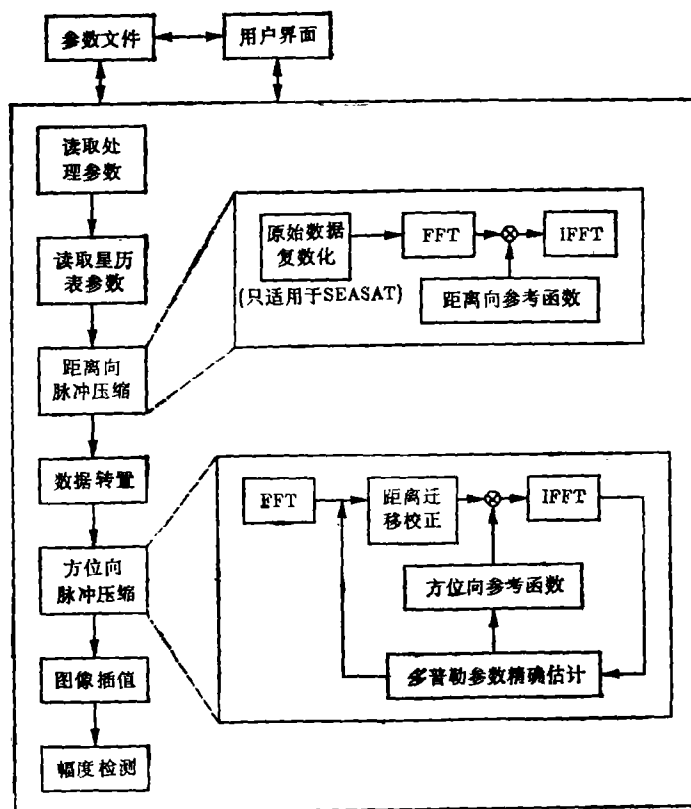 参数文件
用户界面
读取处
理参数
读取星历
表参数
距离向
脉冲压缩
数据转置
方位向
脉冲压缩
图像插值
幅度检测
原始数据
复数化
(只适用于SEASAT)
FFT
IFFT
距离向参考函数
FFT
距离迁
移校正
IFFT
方位向参考函数
多普勒参数精确估计